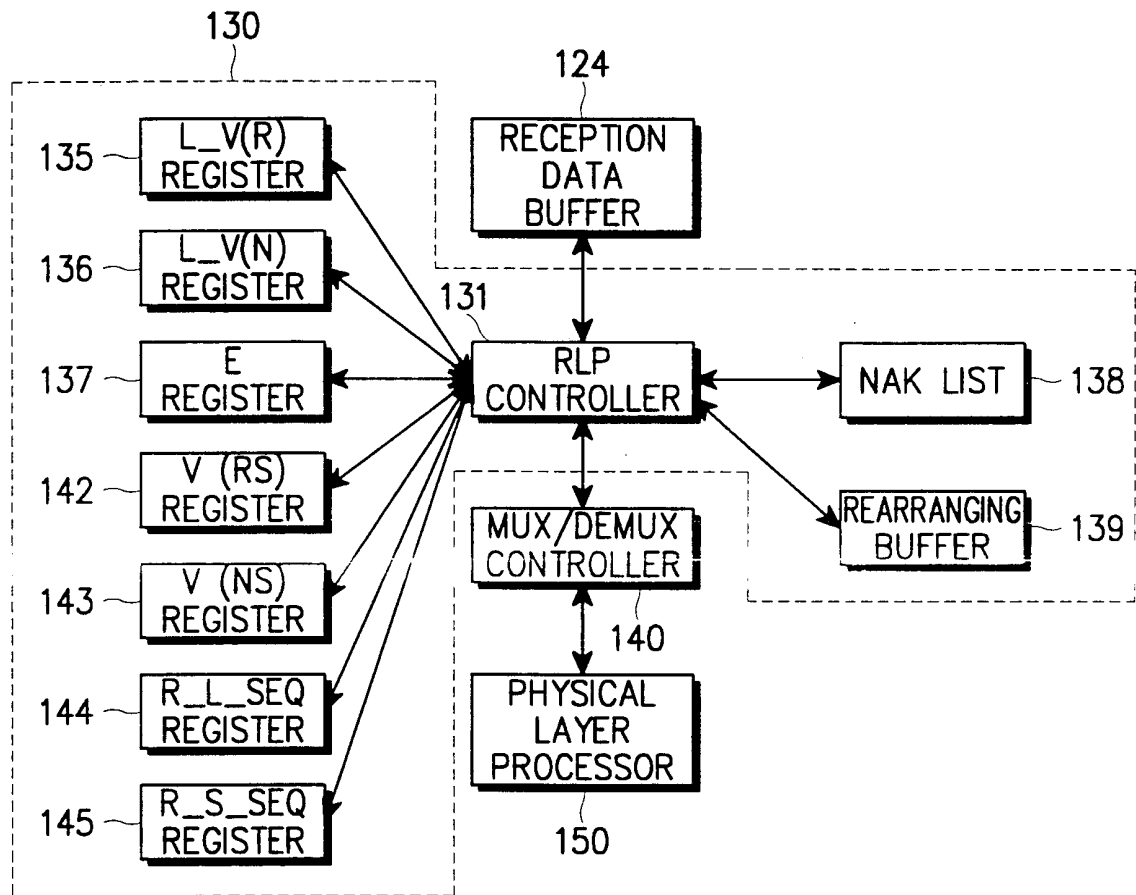 130
124
135
L_V(R)
REGISTER
RECEPTION
DATA
BUFFER
136
L_V(N)
REGISTER
131
137
E
REGISTER
RLP
CONTROLLER
NAK LIST
138
142
V (RS)
REGISTER
MUX/DEMUX
CONTROLLER
REARRANGING
BUFFER
139
143
V (NS)
REGISTER
140
144
R_L_SEQ
REGISTER
PHYSICAL
LAYER
PROCESSOR
145
R_S_SEQ
REGISTER
150